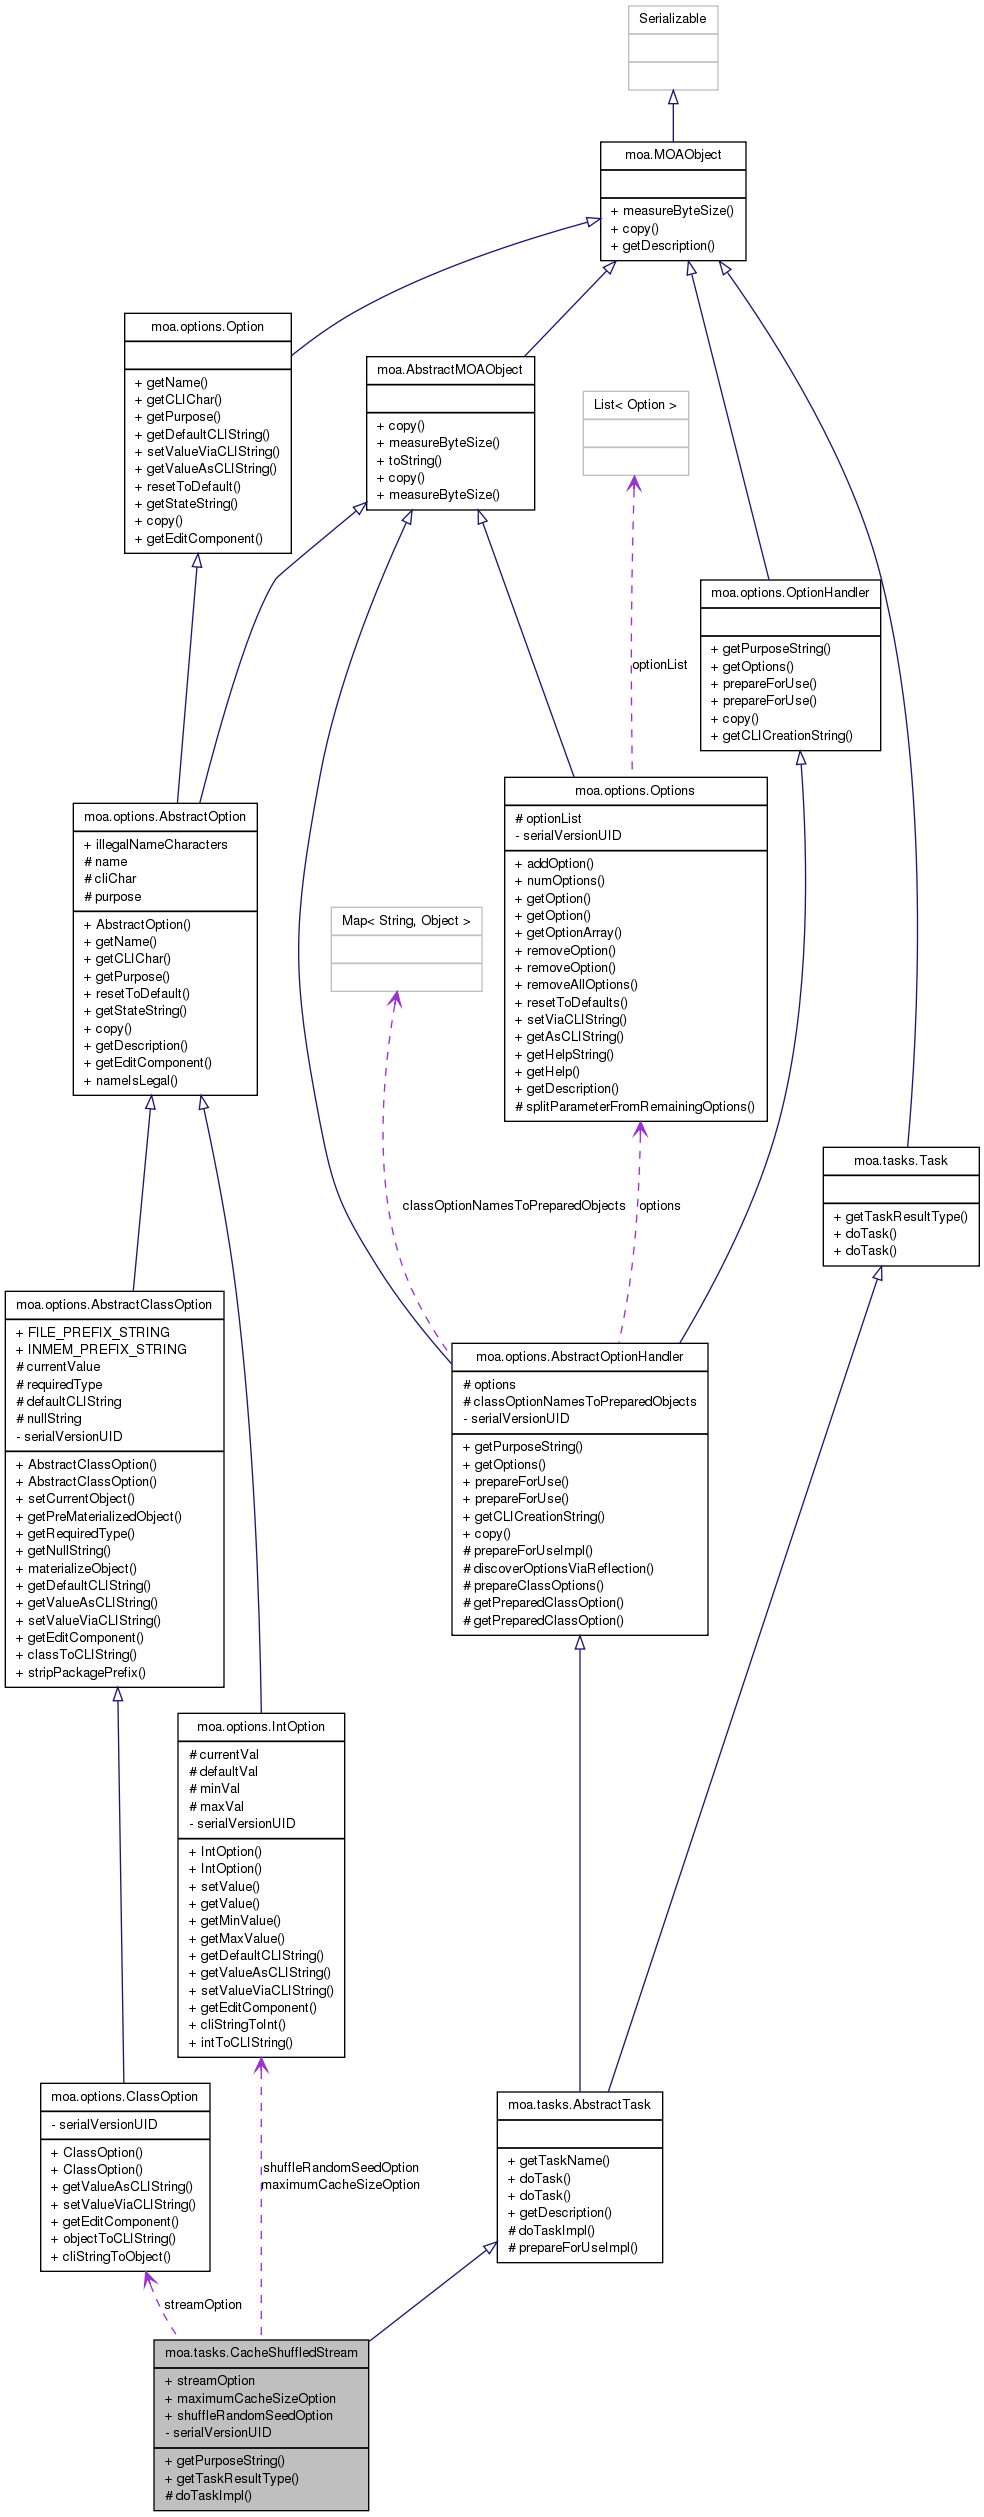 Serializable
moa.MOAObject
+ measureByteSize()
+ copy()
+ getDescription()
moa.options.Option
+ getName()
+ getCLIChar()
+ getPurpose()
+ getDefaultCLIString()
+ setValueViaCLIString()
+ getValueAsCLIString()
+ resetToDefault()
+ getStateString()
+ copy()
+ getEditComponent()
moa.AbstractMOAObject
+ copy()
+ measureByteSize()
+ toString()
+ copy()
+ measureByteSize()
List< Option >
optionList
moa.options.OptionHandler
+ getPurposeString()
+ getOptions()
+ prepareForUse()
+ prepareForUse()
+ copy()
+ getCLICreationString()
moa.options.AbstractOption
+ illegalNameCharacters
# name
# cliChar
# purpose
+ AbstractOption()
+ getName()
+ getCLIChar()
+ getPurpose()
+ resetToDefault()
+ getStateString()
+ copy()
+ getDescription()
+ getEditComponent()
+ nameIsLegal()
Map< String, Object >
moa.options.Options
# optionList
- serialVersionUID
+ addOption()
+ numOptions()
+ getOption()
+ getOption()
+ getOptionArray()
+ removeOption()
+ removeOption()
+ removeAllOptions()
+ resetToDefaults()
+ setViaCLIString()
+ getAsCLIString()
+ getHelpString()
+ getHelp()
+ getDescription()
# splitParameterFromRemainingOptions()
classOptionNamesToPreparedObjects
options
moa.tasks.Task
+ getTaskResultType()
+ doTask()
+ doTask()
moa.options.AbstractClassOption
+ FILE_PREFIX_STRING
+ INMEM_PREFIX_STRING
# currentValue
# requiredType
# defaultCLIString
# nullString
- serialVersionUID
+ AbstractClassOption()
+ AbstractClassOption()
+ setCurrentObject()
+ getPreMaterializedObject()
+ getRequiredType()
+ getNullString()
+ materializeObject()
+ getDefaultCLIString()
+ getValueAsCLIString()
+ setValueViaCLIString()
+ getEditComponent()
+ classToCLIString()
+ stripPackagePrefix()
moa.options.AbstractOptionHandler
# options
# classOptionNamesToPreparedObjects
- serialVersionUID
+ getPurposeString()
+ getOptions()
+ prepareForUse()
+ prepareForUse()
+ getCLICreationString()
+ copy()
# prepareForUseImpl()
# discoverOptionsViaReflection()
# prepareClassOptions()
# getPreparedClassOption()
# getPreparedClassOption()
moa.options.IntOption
# currentVal
# defaultVal
# minVal
# maxVal
- serialVersionUID
+ IntOption()
+ IntOption()
+ setValue()
+ getValue()
+ getMinValue()
+ getMaxValue()
+ getDefaultCLIString()
+ getValueAsCLIString()
+ setValueViaCLIString()
+ getEditComponent()
+ cliStringToInt()
+ intToCLIString()
moa.options.ClassOption
- serialVersionUID
+ ClassOption()
+ ClassOption()
+ getValueAsCLIString()
+ setValueViaCLIString()
+ getEditComponent()
+ objectToCLIString()
+ cliStringToObject()
shuffleRandomSeedOption
maximumCacheSizeOption
moa.tasks.AbstractTask
+ getTaskName()
+ doTask()
+ doTask()
+ getDescription()
# doTaskImpl()
# prepareForUseImpl()
streamOption
moa.tasks.CacheShuffledStream
+ streamOption
+ maximumCacheSizeOption
+ shuffleRandomSeedOption
- serialVersionUID
+ getPurposeString()
+ getTaskResultType()
# doTaskImpl()